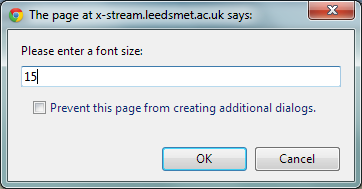 The page at x-stream.leedsmet.ac.uk says:
Please enter a font size:
15
Prevent this page from creating additional dialogs.
OK
Cancel